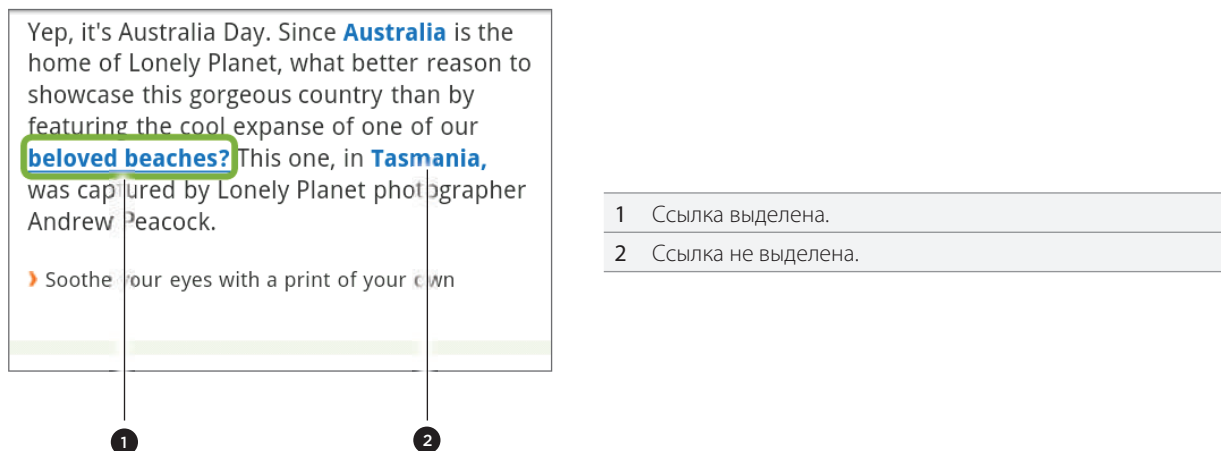 Yep, it's Australia Day. Since Australia is the
home of Lonely Planet, what better reason to
showcase this gorgeous country than by
featuring the cool expanse of one of our
beloved beaches? This one, in Tasmania,
was captured by Lonely Planet photographer
Andrew Peacock.
Soothe your eyes with a print of your own
1 Ссылка выделена.
2 Ссылка не выделена.
1 2